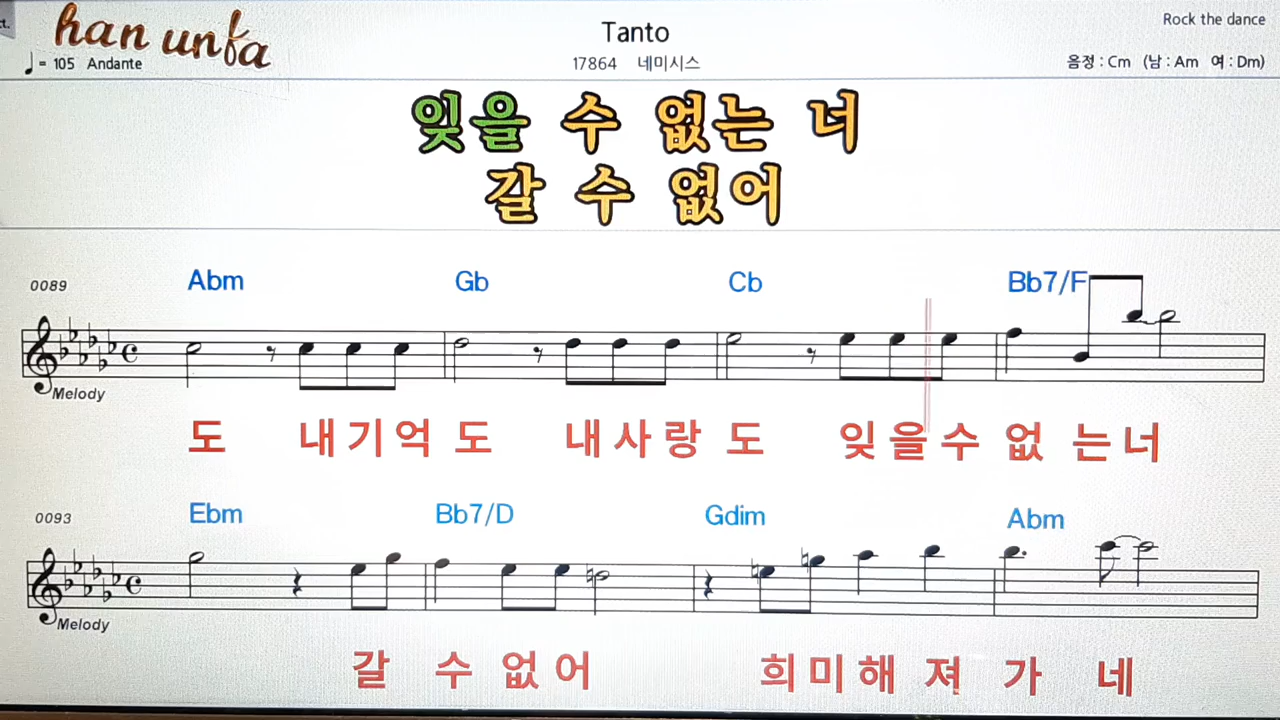 ct.
han unfa
Tanto
Rock the dance
♩= 105 Andante
17864 네미시스
음정 : Cm (남 : Am 여 : Dm)
잊을 수 없는 너
갈 수 없어
0089
Abm Gb Cb Bb7/F
Melody
도 내기억 도 내사랑 도 잊을수 없 는너
0093
Ebm Bb7/D Gdim Abm
Melody
갈 수 없어 희미해 져 가 네